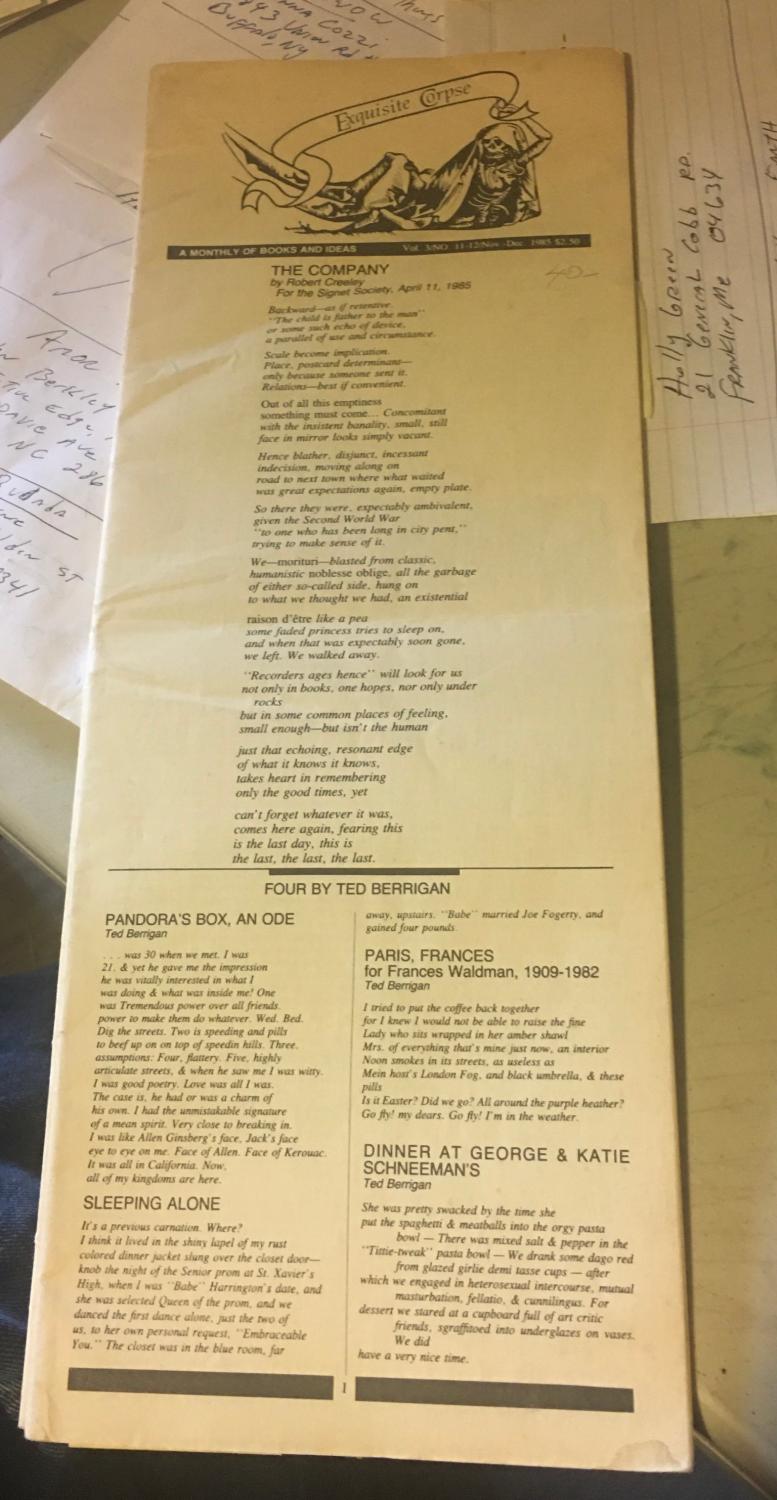 Things
NOW
NNA COZZI
843 Union Rd
Buffalo, NY
Exquisite Corpse
A MONTHLY OF BOOKS AND IDEAS Vol. 3/NO. 11-12/Nov.-Dec. 1985 $2.50
40-
THE COMPANY
by Robert Creeley
For the Signet Society, April 11, 1985
Backward—as if retentive.
"The child is father to the man"
or some such echo of device,
a parallel of use and circumstance.
Scale become implication.
Place, postcard determinant—
only because someone sent it.
Relations—best if convenient.
Out of all this emptiness
something must come... Concomitant
with the insistent banality, small, still
face in mirror looks simply vacant.
Hence blather, disjunct, incessant
indecision, moving along on
road to next town where what waited
was great expectations again, empty plate.
So there they were, expectably ambivalent,
given the Second World War
"to one who has been long in city pent,"
trying to make sense of it.
We—morituri—blasted from classic,
humanistic noblesse oblige, all the garbage
of either so-called side, hung on
to what we thought we had, an existential
raison d'être like a pea
some faded princess tries to sleep on,
and when that was expectably soon gone,
we left. We walked away.
"Recorders ages hence" will look for us
not only in books, one hopes, nor only under
rocks
but in some common places of feeling,
small enough—but isn't the human
just that echoing, resonant edge
of what it knows it knows,
takes heart in remembering
only the good times, yet
can't forget whatever it was,
comes here again, fearing this
is the last day, this is
the last, the last, the last.
FOUR BY TED BERRIGAN
PANDORA'S BOX, AN ODE
Ted Berrigan
. . . was 30 when we met. I was
21. & yet he gave me the impression
he was vitally interested in what I
was doing & what was inside me! One
was Tremendous power over all friends.
power to make them do whatever. Wed. Bed.
Dig the streets. Two is speeding and pills
to beef up on on top of speedin hills. Three.
assumptions: Four, flattery. Five, highly
articulate streets, & when he saw me I was witty.
I was good poetry. Love was all I was.
The case is, he had or was a charm of
his own. I had the unmistakable signature
of a mean spirit. Very close to breaking in.
I was like Allen Ginsberg's face, Jack's face
eye to eye on me. Face of Allen. Face of Kerouac.
It was all in California. Now,
all of my kingdoms are here.
SLEEPING ALONE
It's a previous carnation. Where?
I think it lived in the shiny lapel of my rust
colored dinner jacket slung over the closet door—
knob the night of the Senior prom at St. Xavier's
High, when I was "Babe" Harrington's date, and
she was selected Queen of the prom, and we
danced the first dance alone, just the two of
us, to her own personal request, "Embraceable
You." The closet was in the blue room, far
away, upstairs. "Babe" married Joe Fogerty, and
gained four pounds.
PARIS, FRANCES
for Frances Waldman, 1909-1982
Ted Berrigan
I tried to put the coffee back together
for I knew I would not be able to raise the fine
Lady who sits wrapped in her amber shawl
Mrs. of everything that's mine just now, an interior
Noon smokes in its streets, as useless as
Mein host's London Fog, and black umbrella, & these
pills
Is it Easter? Did we go? All around the purple heather?
Go fly! my dears. Go fly! I'm in the weather.
DINNER AT GEORGE & KATIE
SCHNEEMAN'S
Ted Berrigan
She was pretty swacked by the time she
put the spaghetti & meatballs into the orgy pasta
bowl — There was mixed salt & pepper in the
"Tittie-tweak" pasta bowl — We drank some dago red
from glazed girlie demi tasse cups — after
which we engaged in heterosexual intercourse, mutual
masturbation, fellatio, & cunnilingus. For
dessert we stared at a cupboard full of art critic
friends, sgraffitoed into underglazes on vases.
We did
have a very nice time.
1
Holly Green
21 General Cobb Rd.
Franklin, Me 04634
Berkley
Edge,
DAVIE AVE
NC 286
ST
0341